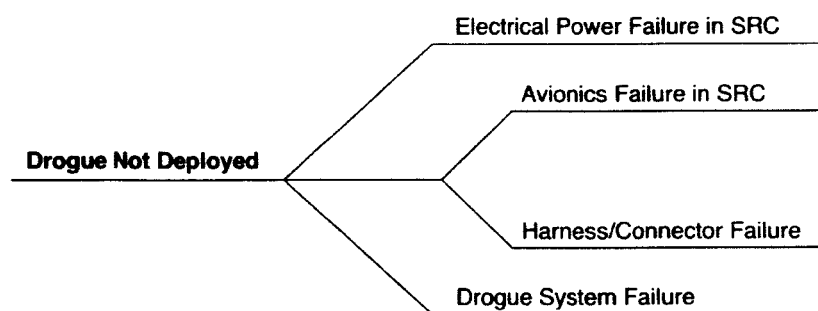 Electrical Power Failure in SRC
Avionics Failure in SRC
Drogue Not Deployed
Harness/Connector Failure
Drogue System Failure